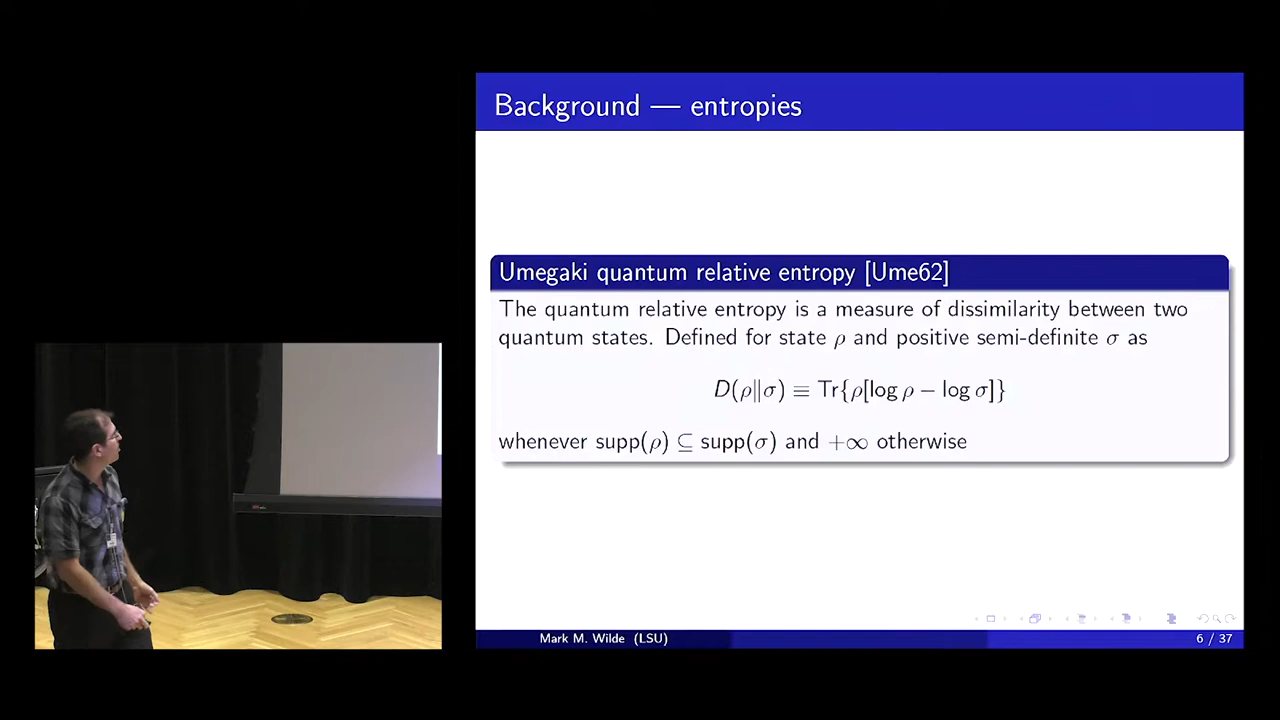 Background — entropies
Umegaki quantum relative entropy [Ume62]
The quantum relative entropy is a measure of dissimilarity between two
quantum states. Defined for state ρ and positive semi-definite σ as
D(ρ‖σ) ≡ Tr{ρ[log ρ − log σ]}
whenever supp(ρ) ⊆ supp(σ) and +∞ otherwise
Mark M. Wilde (LSU)
6 / 37